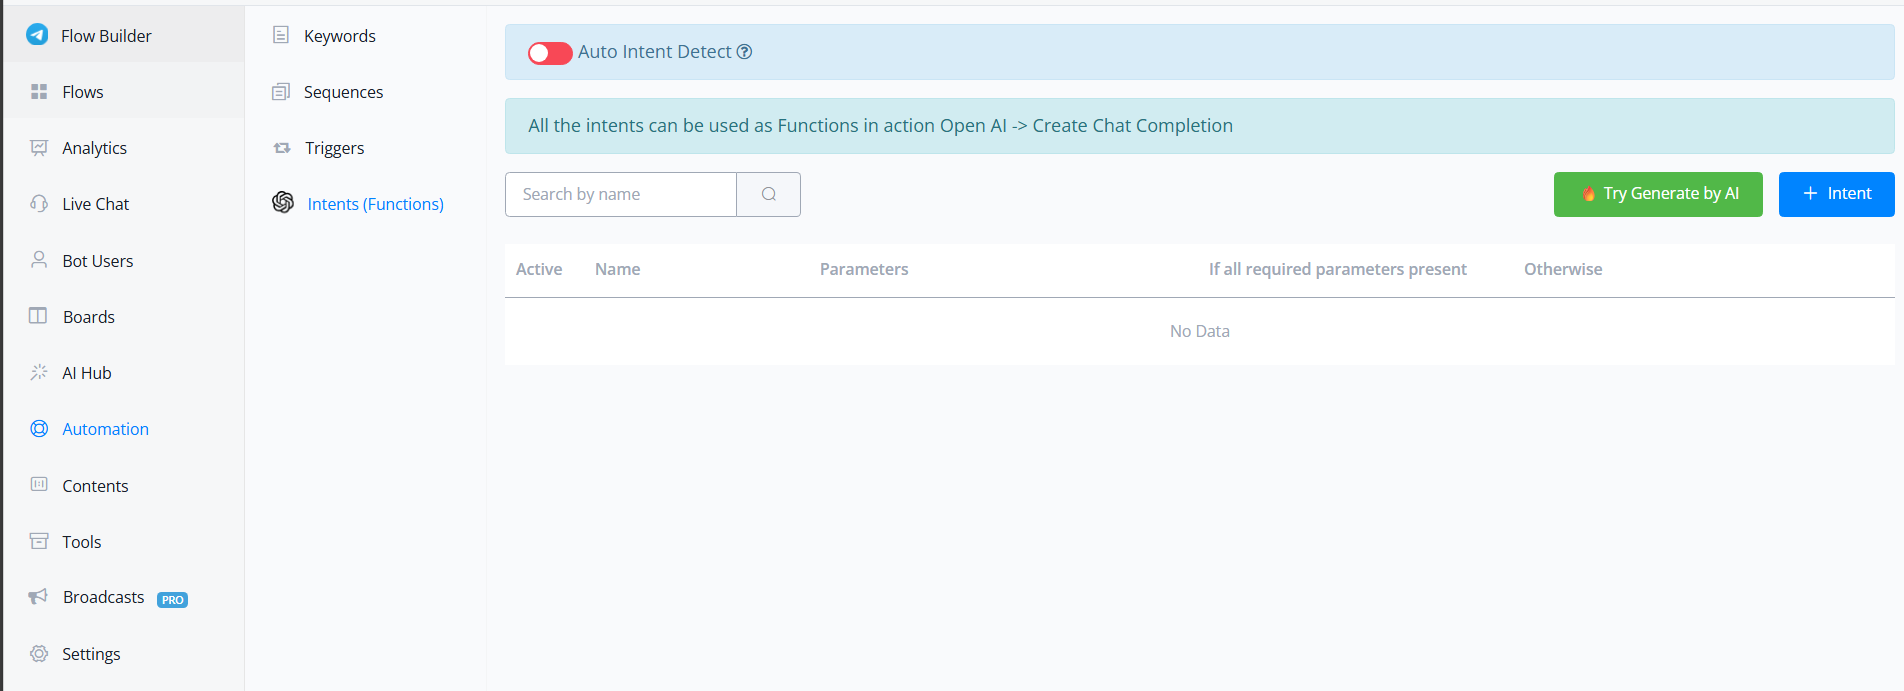 Flow Builder
Flows
Analytics
Live Chat
Bot Users
Boards
AI Hub
Automation
Contents
Tools
Broadcasts PRO
Settings
Keywords
Sequences
Triggers
Intents (Functions)
Auto Intent Detect
All the intents can be used as Functions in action Open AI -> Create Chat Completion
Search by name
Try Generate by AI
+ Intent
Active Name Parameters If all required parameters present Otherwise
No Data